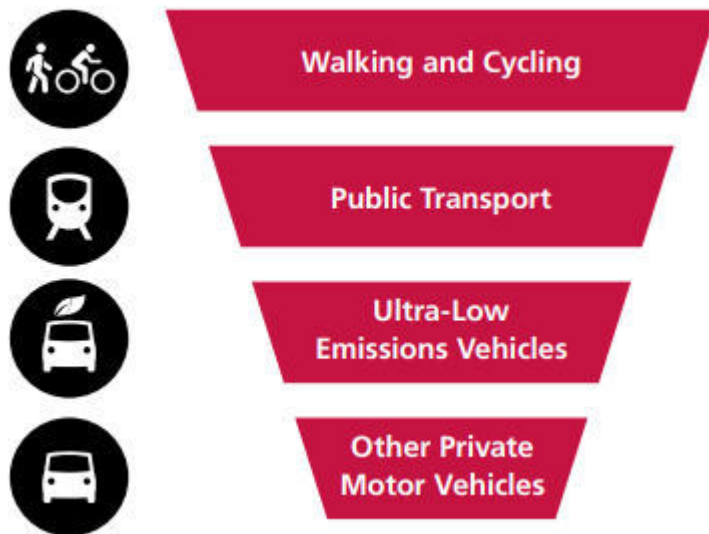 Walking and Cycling
Public Transport
Ultra-Low
Emissions Vehicles
Other Private
Motor Vehicles